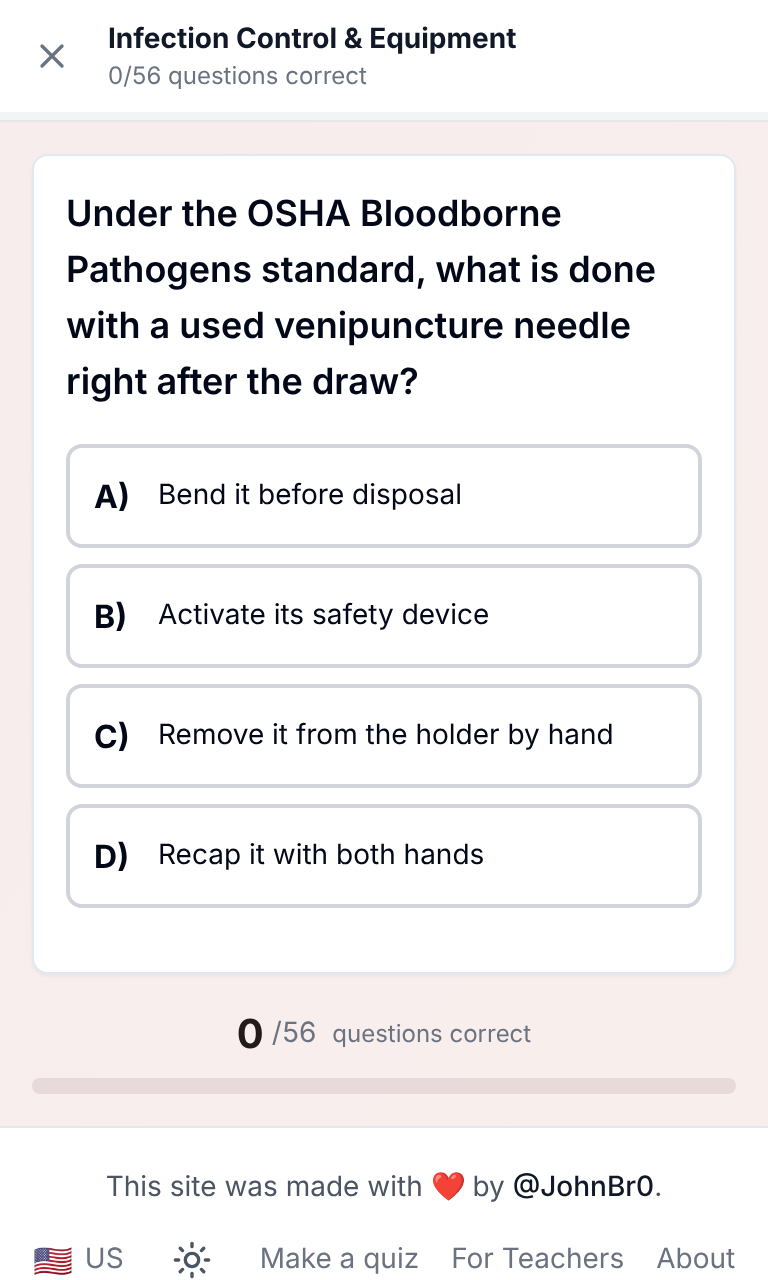 Infection Control & Equipment
0/56 questions correct
Under the OSHA Bloodborne
Pathogens standard, what is done
with a used venipuncture needle
right after the draw?
A) Bend it before disposal
B) Activate its safety device
C) Remove it from the holder by hand
D) Recap it with both hands
0 /56 questions correct
This site was made with ❤️ by @JohnBr0.
🇺🇸 US Make a quiz For Teachers About